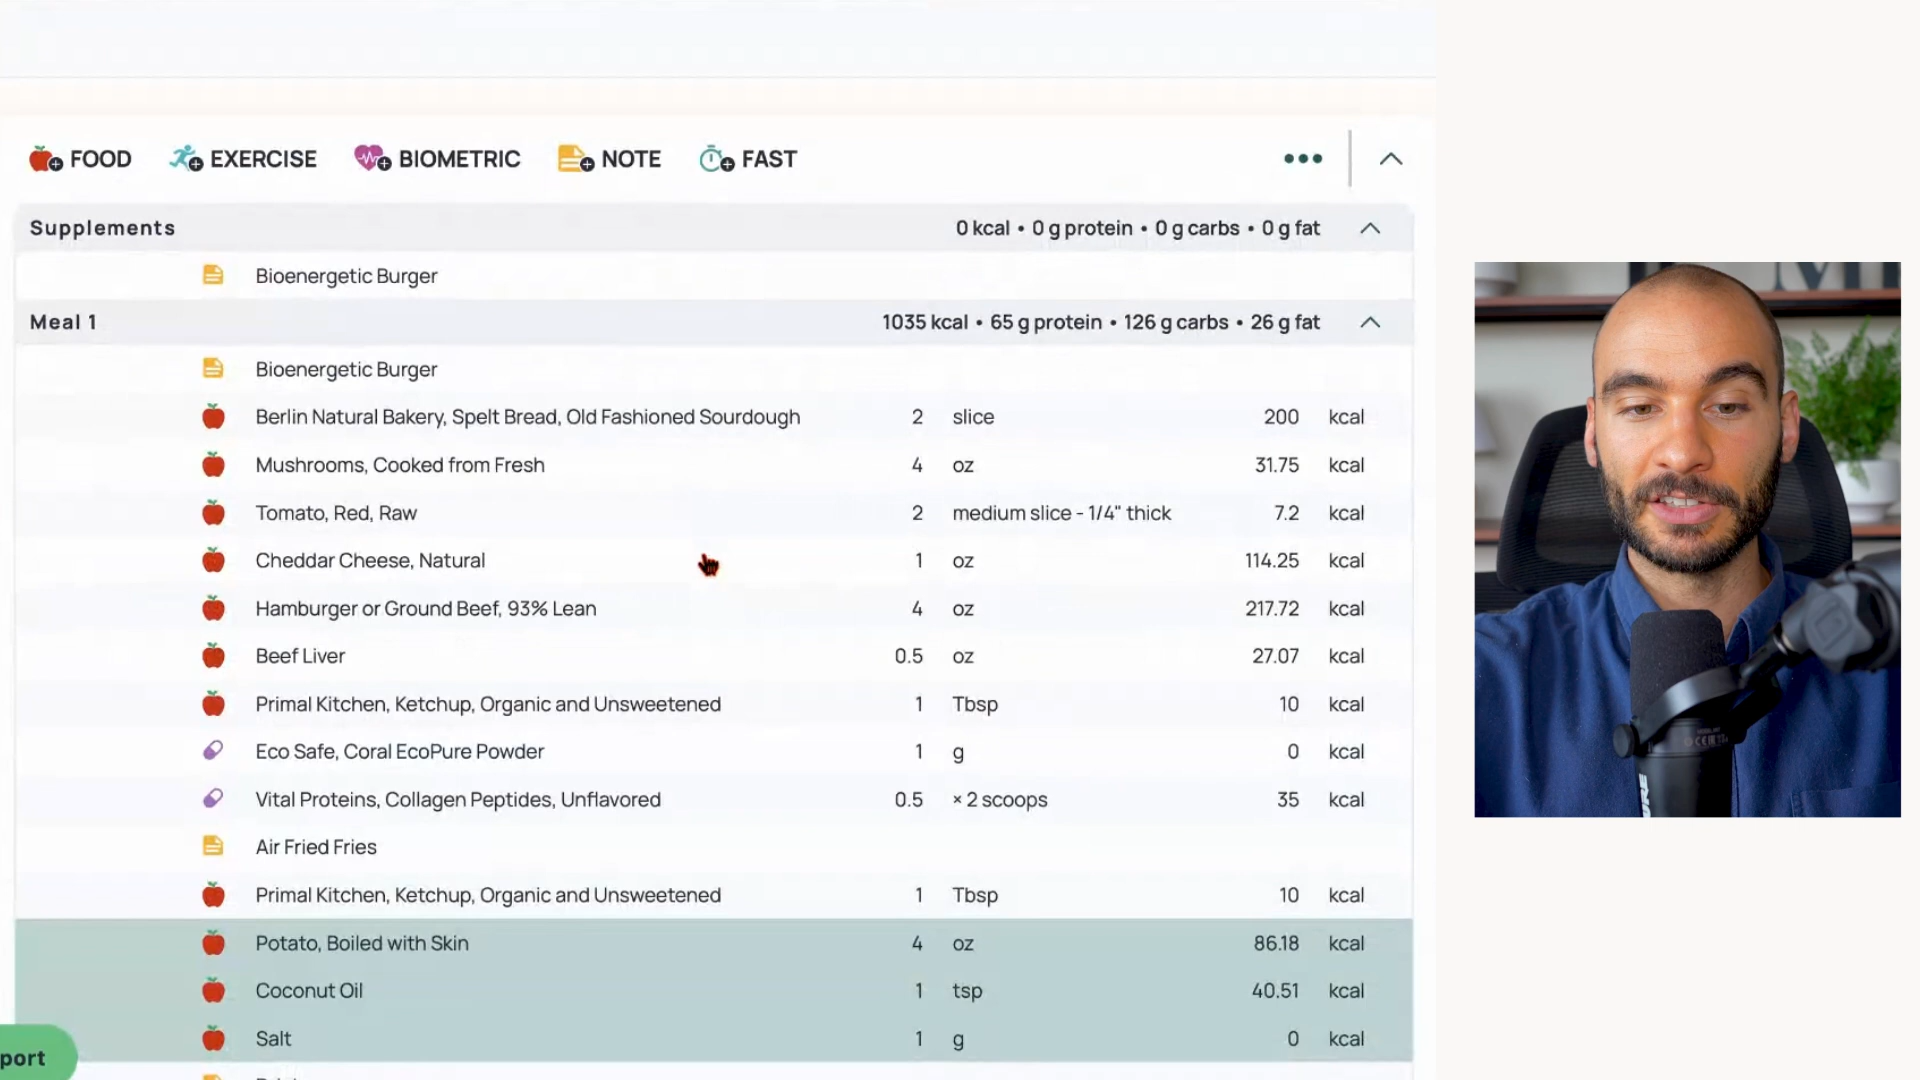 FOOD EXERCISE BIOMETRIC NOTE FAST
Supplements 0 kcal • 0 g protein • 0 g carbs • 0 g fat
Bioenergetic Burger
Meal 1 1035 kcal • 65 g protein • 126 g carbs • 26 g fat
Bioenergetic Burger
Berlin Natural Bakery, Spelt Bread, Old Fashioned Sourdough 2 slice 200 kcal
Mushrooms, Cooked from Fresh 4 oz 31.75 kcal
Tomato, Red, Raw 2 medium slice - 1/4" thick 7.2 kcal
Cheddar Cheese, Natural 1 oz 114.25 kcal
Hamburger or Ground Beef, 93% Lean 4 oz 217.72 kcal
Beef Liver 0.5 oz 27.07 kcal
Primal Kitchen, Ketchup, Organic and Unsweetened 1 Tbsp 10 kcal
Eco Safe, Coral EcoPure Powder 1 g 0 kcal
Vital Proteins, Collagen Peptides, Unflavored 0.5 × 2 scoops 35 kcal
Air Fried Fries
Primal Kitchen, Ketchup, Organic and Unsweetened 1 Tbsp 10 kcal
Potato, Boiled with Skin 4 oz 86.18 kcal
Coconut Oil 1 tsp 40.51 kcal
Salt 1 g 0 kcal
port